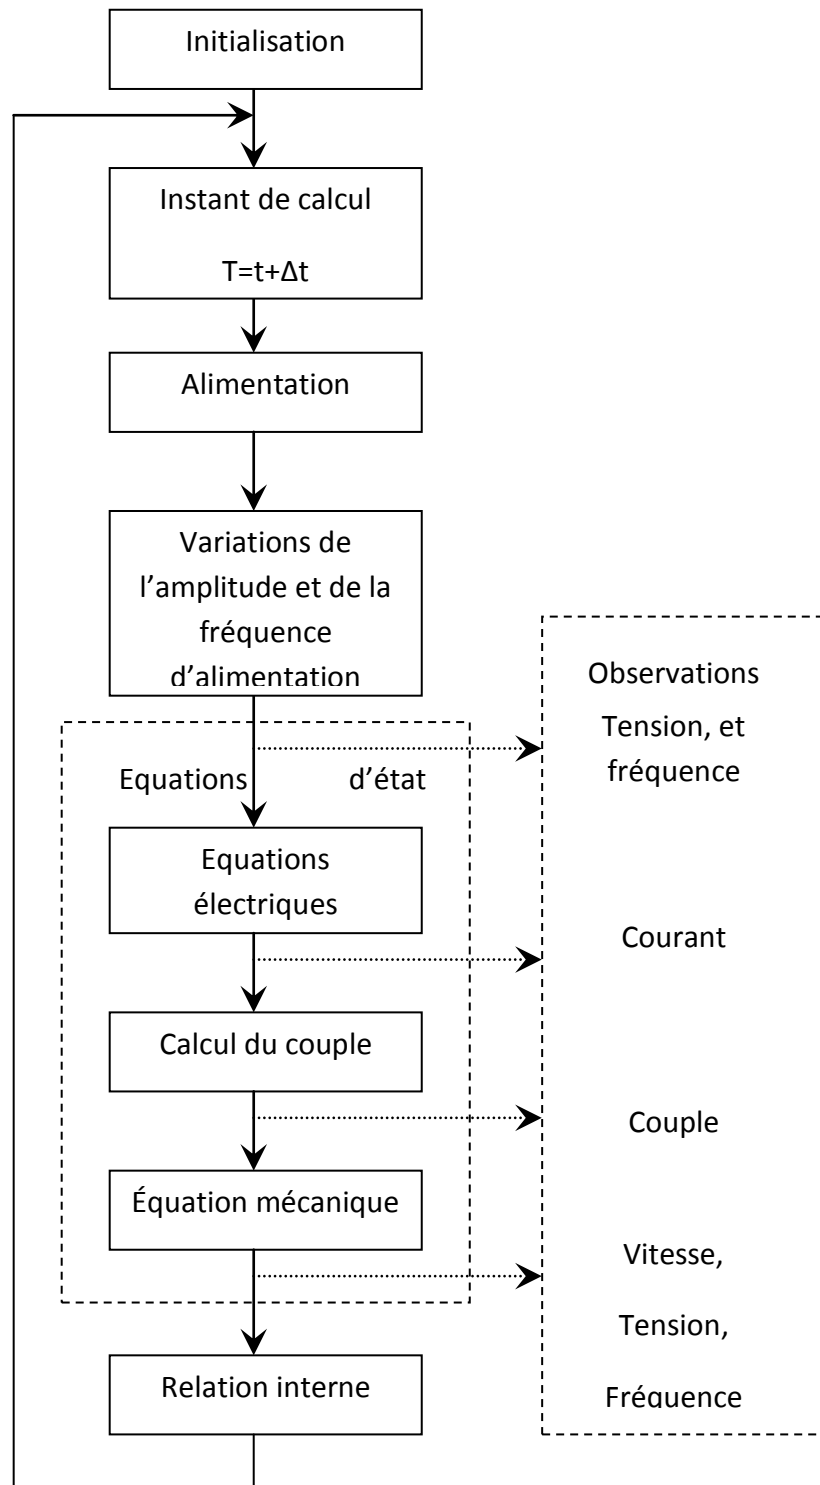 Initialisation
Instant de calcul
T=t+Δt
Alimentation
Variations de
l’amplitude et de la
fréquence
d’alimentation
Equations d’état
Equations
électriques
Calcul du couple
Équation mécanique
Relation interne
Observations
Tension, et
fréquence
Courant
Couple
Vitesse,
Tension,
Fréquence